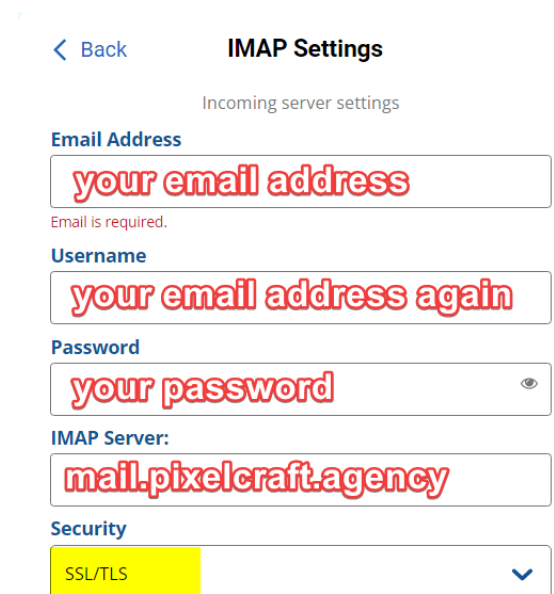 Back IMAP Settings
Incoming server settings
Email Address
your email address
Email is required.
Username
your email address again
Password
your password
IMAP Server:
mail.pixelcraft.agency
Security
SSL/TLS